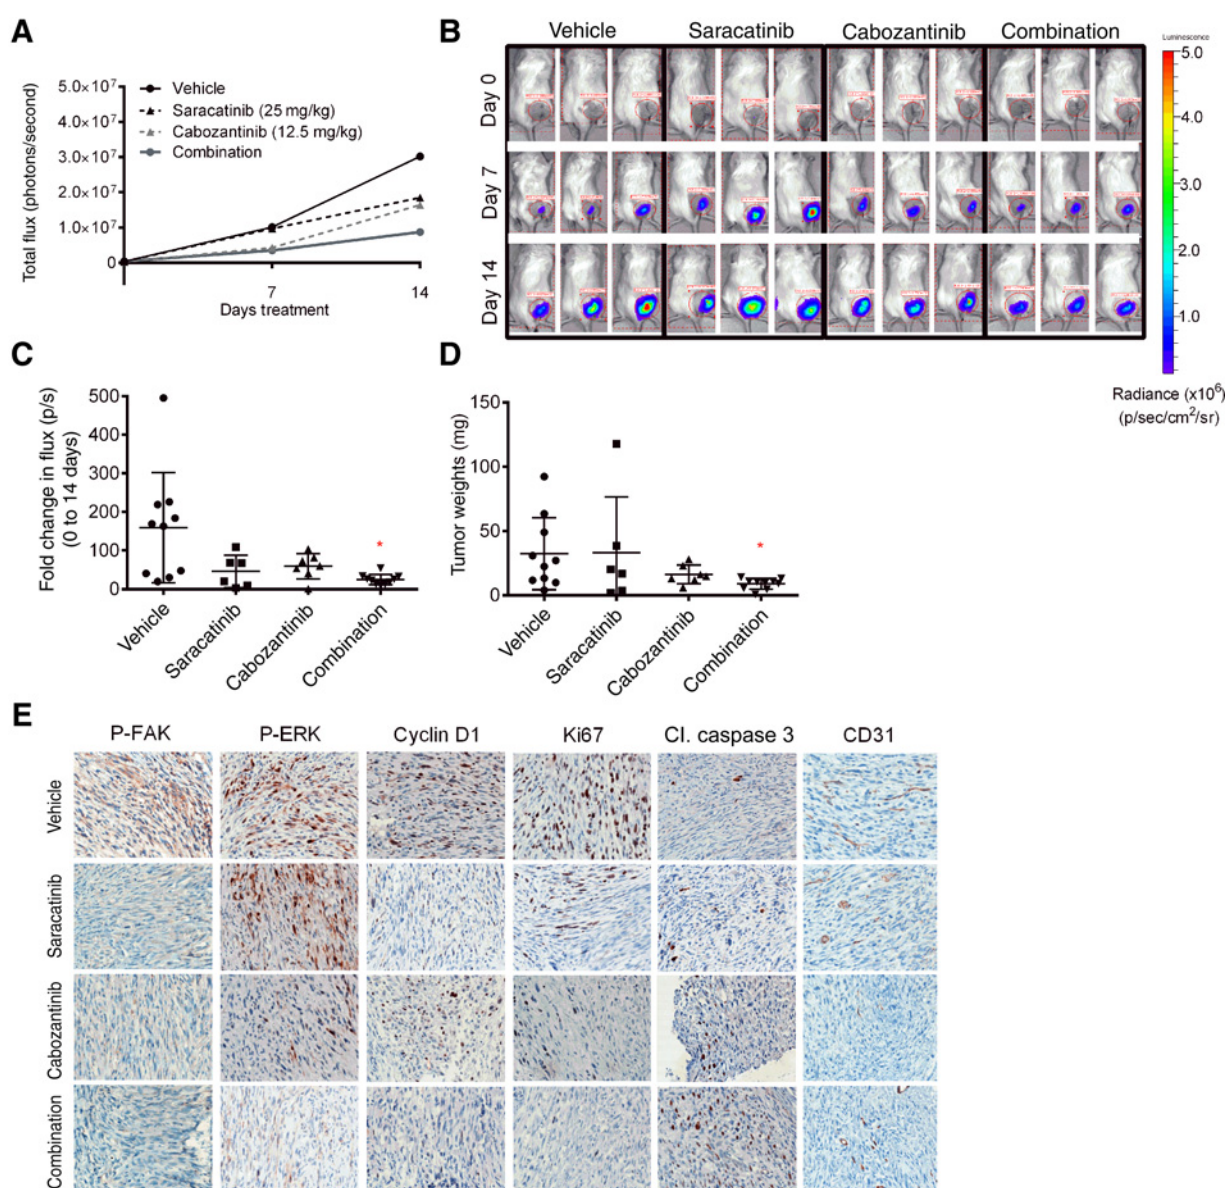 A
Total flux (photons/second)
5.0×10⁷
4.0×10⁷
3.0×10⁷
2.0×10⁷
1.0×10⁷
0
7
14
Days treatment
Vehicle
Saracatinib (25 mg/kg)
Cabozantinib (12.5 mg/kg)
Combination
B
Vehicle Saracatinib Cabozantinib Combination
Day 0
Day 7
Day 14
Luminescence
5.0
4.0
3.0
2.0
1.0
Radiance (x10⁶)
(p/sec/cm²/sr)
C
Fold change in flux (p/s)
(0 to 14 days)
500
400
300
200
100
0
*
Vehicle
Saracatinib
Cabozantinib
Combination
D
Tumor weights (mg)
150
100
50
0
*
Vehicle
Saracatinib
Cabozantinib
Combination
E
P-FAK P-ERK Cyclin D1 Ki67 Cl. caspase 3 CD31
Vehicle
Saracatinib
Cabozantinib
Combination